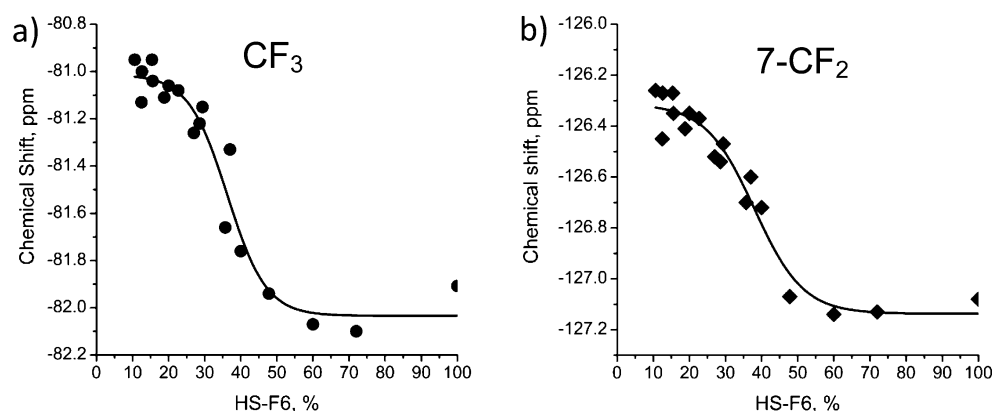 a)
CF₃
Chemical Shift, ppm
-80.8
-81.0
-81.2
-81.4
-81.6
-81.8
-82.0
-82.2
0 10 20 30 40 50 60 70 80 90 100
HS-F6, %
b)
7-CF₂
Chemical shift, ppm
-126.0
-126.2
-126.4
-126.6
-126.8
-127.0
-127.2
0 10 20 30 40 50 60 70 80 90 100
HS-F6, %